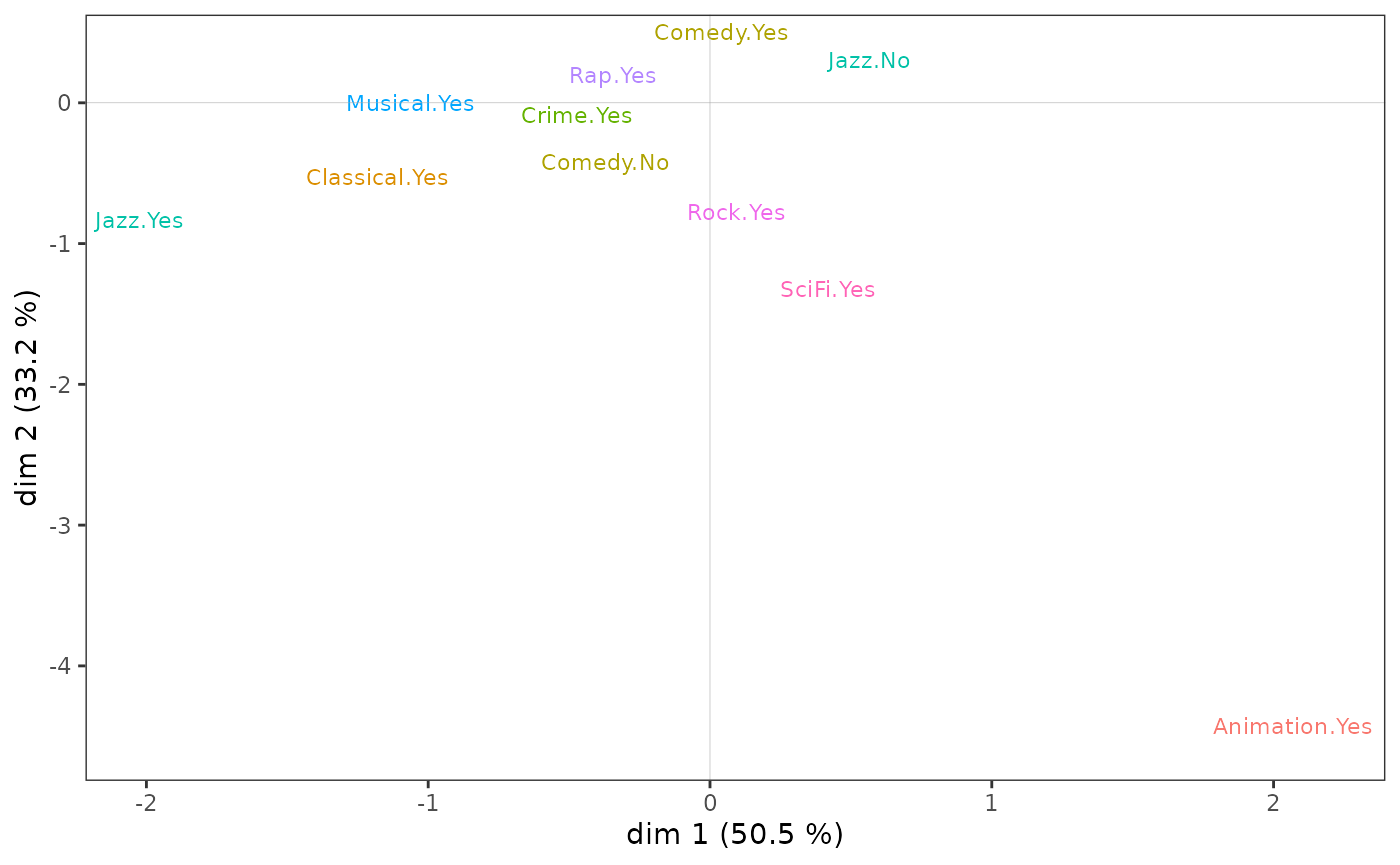 Comedy.Yes
Jazz.No
Rap.Yes
0
Musical.Yes
Crime.Yes
Comedy.No
Classical.Yes
Rock.Yes
Jazz.Yes
-1
SciFi.Yes
dim 2 (33.2 %)
-2
-3
-4
Animation.Yes
-2
-1
0
1
2
dim 1 (50.5 %)